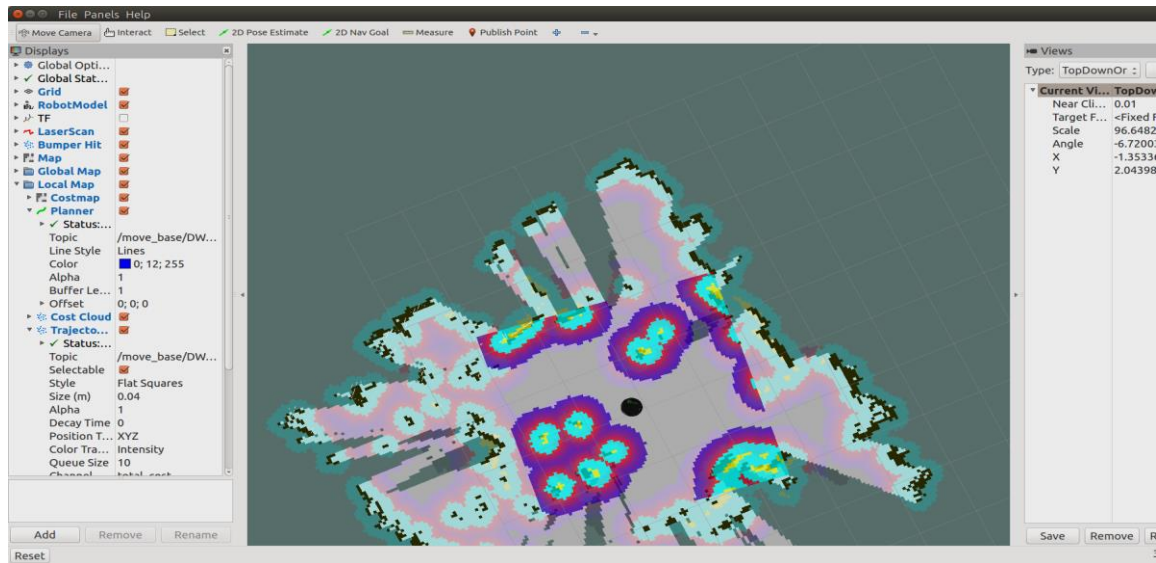 File Panels Help
Move Camera Interact Select 2D Pose Estimate 2D Nav Goal Measure Publish Point
Displays
Global Opti...
Global Stat...
Grid
RobotModel
TF
LaserScan
Bumper Hit
Map
Global Map
Local Map
Costmap
Planner
Status:...
Topic /move_base/DW...
Line Style Lines
Color 0; 12; 255
Alpha 1
Buffer Le... 1
Offset 0; 0; 0
Cost Cloud
Trajecto...
Status:...
Topic /move_base/DW...
Selectable
Style Flat Squares
Size (m) 0.04
Alpha 1
Decay Time 0
Position T... XYZ
Color Tra... Intensity
Queue Size 10
Channel total_cost
Add Remove Rename
Reset
Views
Type: TopDownOr
Current Vi... TopDow
Near Cli... 0.01
Target F... <Fixed F
Scale 96.6482
Angle -6.7200
X -1.3533
Y 2.04398
Save Remove R